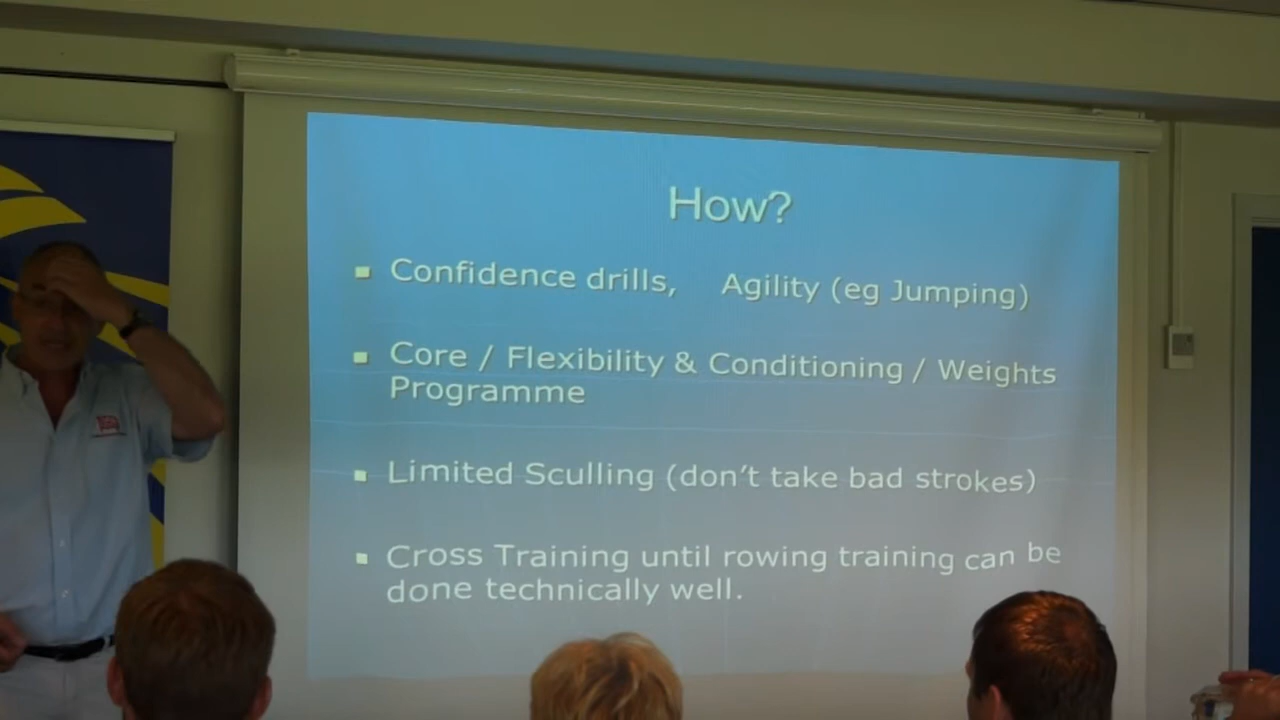 How?
Confidence drills, Agility (eg Jumping)
Core / Flexibility & Conditioning / Weights
Programme
Limited Sculling (don't take bad strokes)
Cross Training until rowing training can be
done technically well.